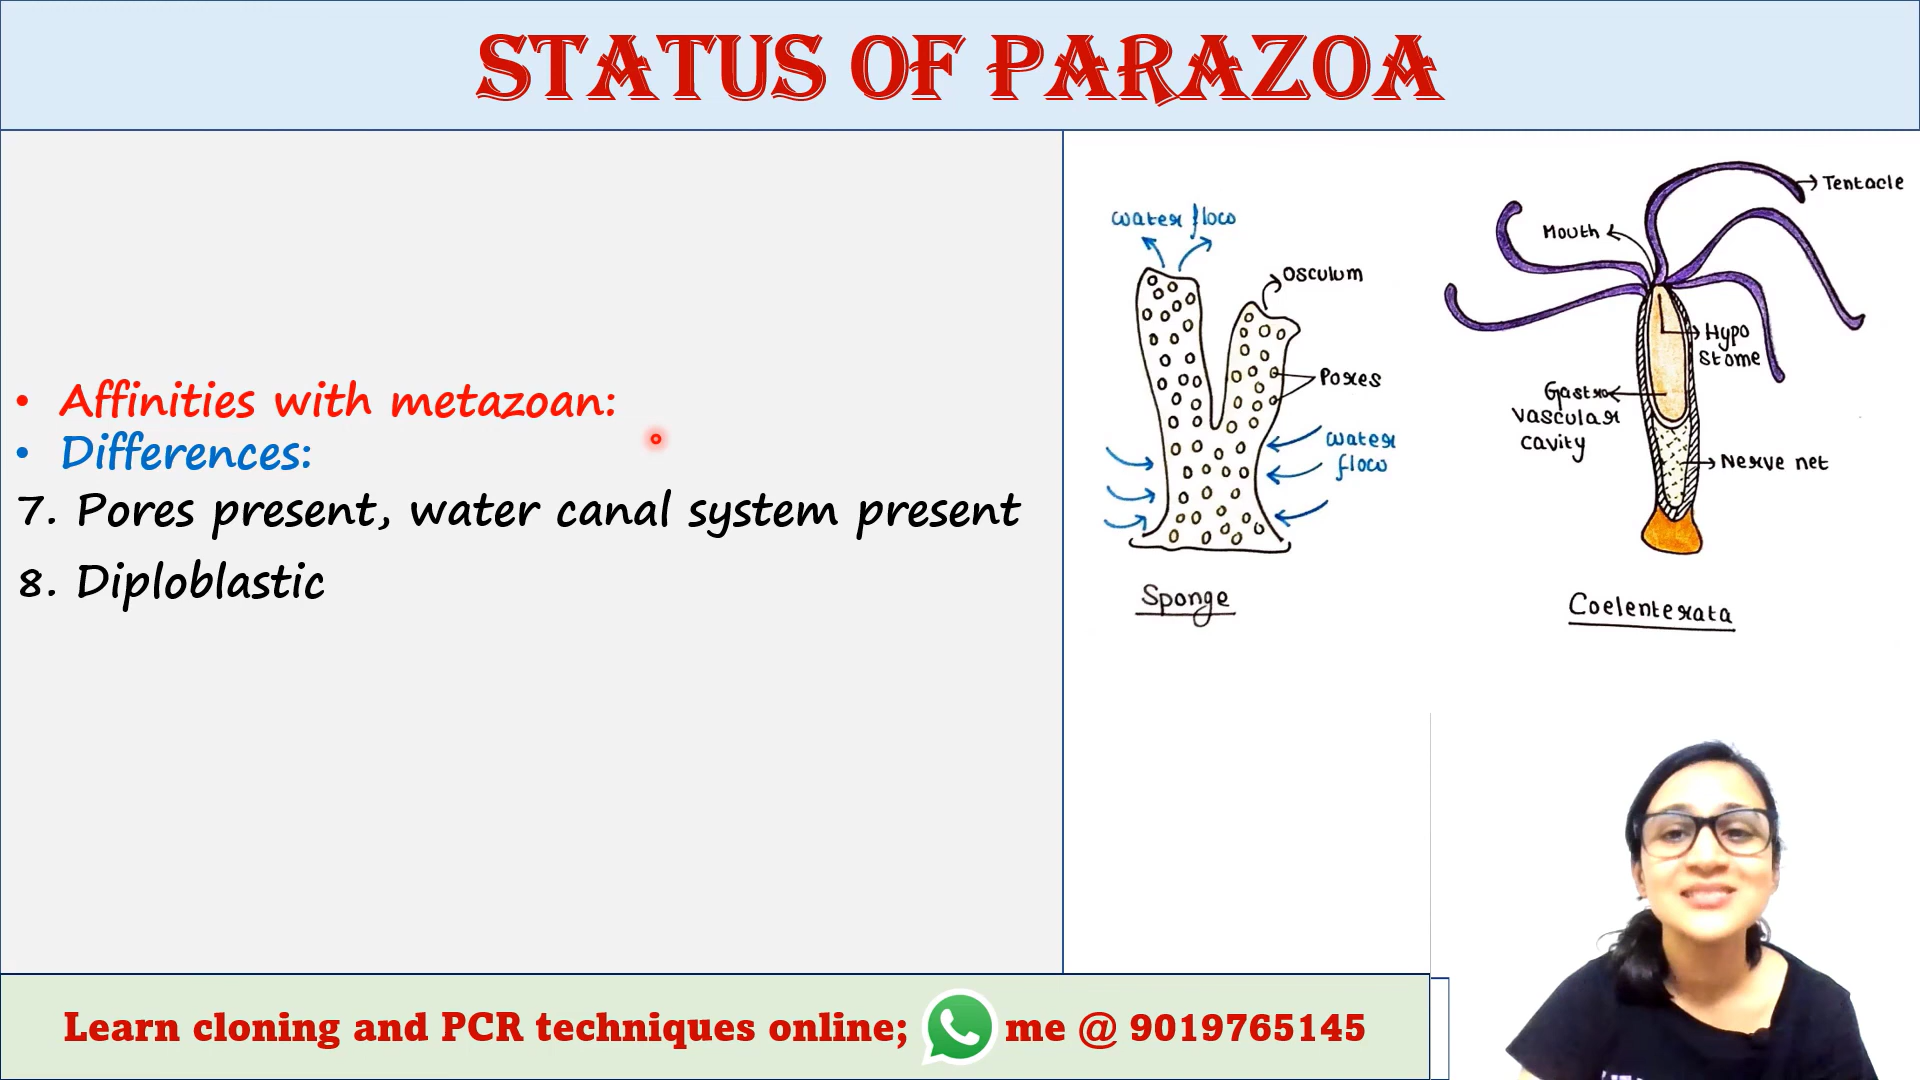 STATUS OF PARAZOA
• Affinities with metazoan:
• Differences:
7. Pores present, water canal system present
8. Diploblastic
water flow
Osculum
Pores
water
flow
Sponge
Tentacle
Mouth
Hypo
Stome
Gastro
vascular
cavity
Nerve net
Coelenterata
Learn cloning and PCR techniques online; me @ 9019765145